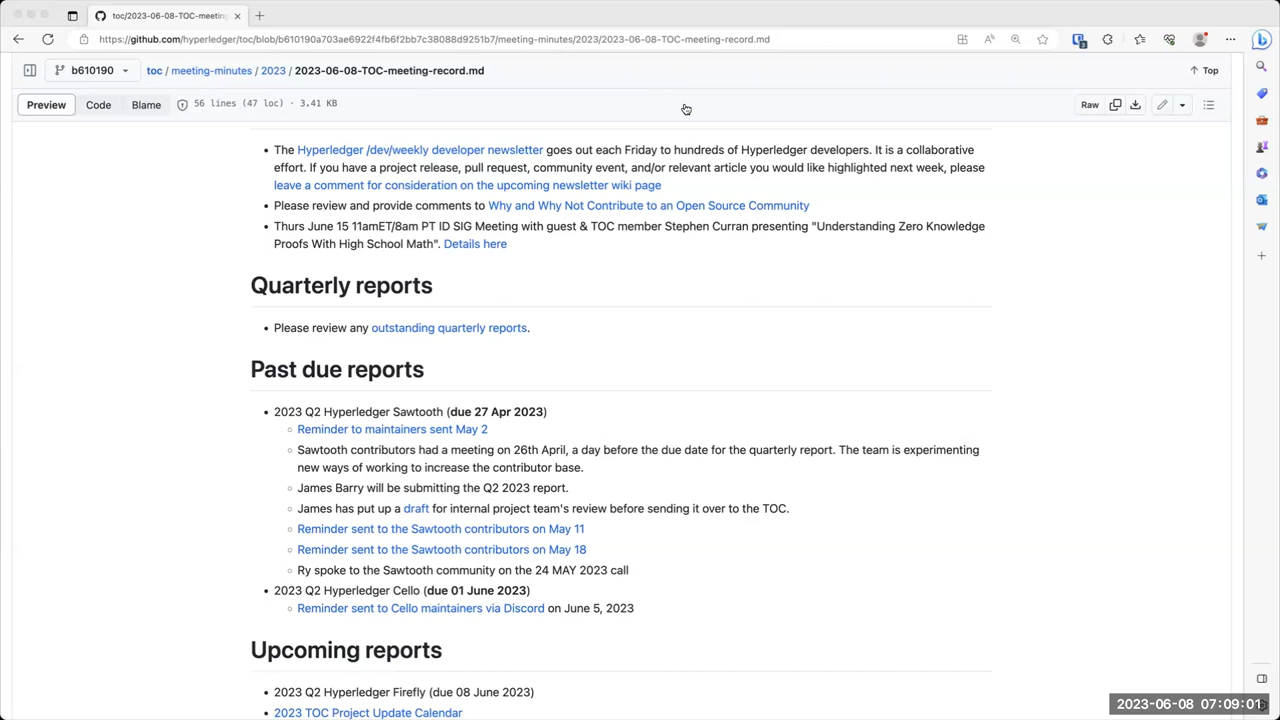 toc/2023-06-08-TOC-meeting-
https://github.com/hyperledger/toc/blob/b610190a703ae6922f4fb6f2bb7c38088d9251b7/meeting-minutes/2023/2023-06-08-TOC-meeting-record.md
b610190 toc / meeting-minutes / 2023 / 2023-06-08-TOC-meeting-record.md Top
Preview Code Blame 56 lines (47 loc) · 3.41 KB Raw
• The Hyperledger /dev/weekly developer newsletter goes out each Friday to hundreds of Hyperledger developers. It is a collaborative
effort. If you have a project release, pull request, community event, and/or relevant article you would like highlighted next week, please
leave a comment for consideration on the upcoming newsletter wiki page
• Please review and provide comments to Why and Why Not Contribute to an Open Source Community
• Thurs June 15 11amET/8am PT ID SIG Meeting with guest & TOC member Stephen Curran presenting "Understanding Zero Knowledge
Proofs With High School Math". Details here
Quarterly reports
• Please review any outstanding quarterly reports.
Past due reports
• 2023 Q2 Hyperledger Sawtooth (due 27 Apr 2023)
○ Reminder to maintainers sent May 2
○ Sawtooth contributors had a meeting on 26th April, a day before the due date for the quarterly report. The team is experimenting
new ways of working to increase the contributor base.
○ James Barry will be submitting the Q2 2023 report.
○ James has put up a draft for internal project team's review before sending it over to the TOC.
○ Reminder sent to the Sawtooth contributors on May 11
○ Reminder sent to the Sawtooth contributors on May 18
○ Ry spoke to the Sawtooth community on the 24 MAY 2023 call
• 2023 Q2 Hyperledger Cello (due 01 June 2023)
○ Reminder sent to Cello maintainers via Discord on June 5, 2023
Upcoming reports
• 2023 Q2 Hyperledger Firefly (due 08 June 2023)
• 2023 TOC Project Update Calendar
2023-06-08 07:09:01